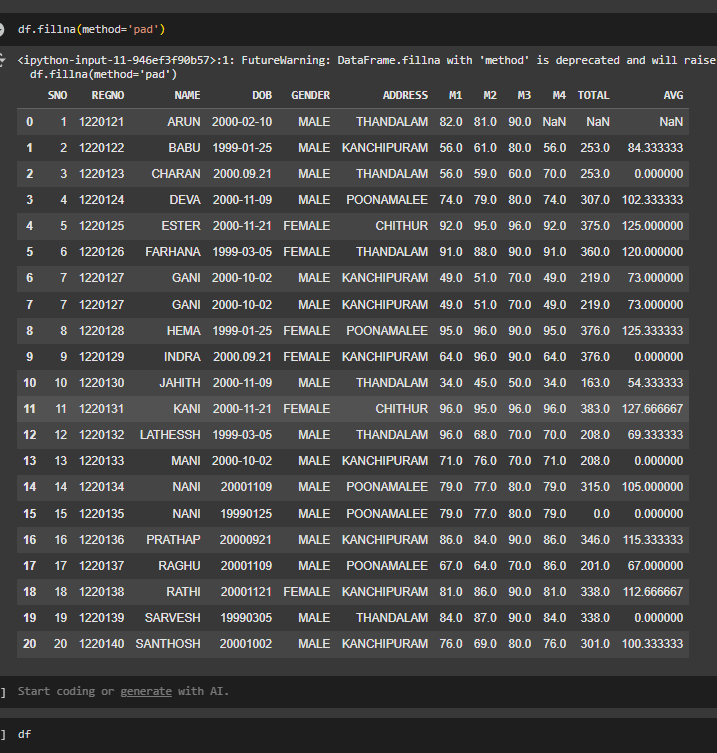 df.fillna(method='pad')
<ipython-input-11-946ef3f90b57>:1: FutureWarning: DataFrame.fillna with 'method' is deprecated and will raise
df.fillna(method='pad')
SNO REGNO NAME DOB GENDER ADDRESS M1 M2 M3 M4 TOTAL AVG
0 1 1220121 ARUN 2000-02-10 MALE THANDALAM 82.0 81.0 90.0 NaN NaN NaN
1 2 1220122 BABU 1999-01-25 MALE KANCHIPURAM 56.0 61.0 80.0 56.0 253.0 84.333333
2 3 1220123 CHARAN 2000.09.21 MALE THANDALAM 56.0 59.0 60.0 70.0 253.0 0.000000
3 4 1220124 DEVA 2000-11-09 MALE POONAMALEE 74.0 79.0 80.0 74.0 307.0 102.333333
4 5 1220125 ESTER 2000-11-21 FEMALE CHITHUR 92.0 95.0 96.0 92.0 375.0 125.000000
5 6 1220126 FARHANA 1999-03-05 FEMALE THANDALAM 91.0 88.0 90.0 91.0 360.0 120.000000
6 7 1220127 GANI 2000-10-02 MALE KANCHIPURAM 49.0 51.0 70.0 49.0 219.0 73.000000
7 7 1220127 GANI 2000-10-02 MALE KANCHIPURAM 49.0 51.0 70.0 49.0 219.0 73.000000
8 8 1220128 HEMA 1999-01-25 FEMALE POONAMALEE 95.0 96.0 90.0 95.0 376.0 125.333333
9 9 1220129 INDRA 2000.09.21 FEMALE KANCHIPURAM 64.0 96.0 90.0 64.0 376.0 0.000000
10 10 1220130 JAHITH 2000-11-09 MALE THANDALAM 34.0 45.0 50.0 34.0 163.0 54.333333
11 11 1220131 KANI 2000-11-21 FEMALE CHITHUR 96.0 95.0 96.0 96.0 383.0 127.666667
12 12 1220132 LATHESSH 1999-03-05 MALE THANDALAM 96.0 68.0 70.0 70.0 208.0 69.333333
13 13 1220133 MANI 2000-10-02 MALE KANCHIPURAM 71.0 76.0 70.0 71.0 208.0 0.000000
14 14 1220134 NANI 20001109 MALE POONAMALEE 79.0 77.0 80.0 79.0 315.0 105.000000
15 15 1220135 NANI 19990125 MALE POONAMALEE 79.0 77.0 80.0 79.0 0.0 0.000000
16 16 1220136 PRATHAP 20000921 MALE KANCHIPURAM 86.0 84.0 90.0 86.0 346.0 115.333333
17 17 1220137 RAGHU 20001109 MALE POONAMALEE 67.0 64.0 70.0 86.0 201.0 67.000000
18 18 1220138 RATHI 20001121 FEMALE KANCHIPURAM 81.0 86.0 90.0 81.0 338.0 112.666667
19 19 1220139 SARVESH 19990305 MALE THANDALAM 84.0 87.0 90.0 84.0 338.0 0.000000
20 20 1220140 SANTHOSH 20001002 MALE KANCHIPURAM 76.0 69.0 80.0 76.0 301.0 100.333333
] Start coding or generate with AI.
] df